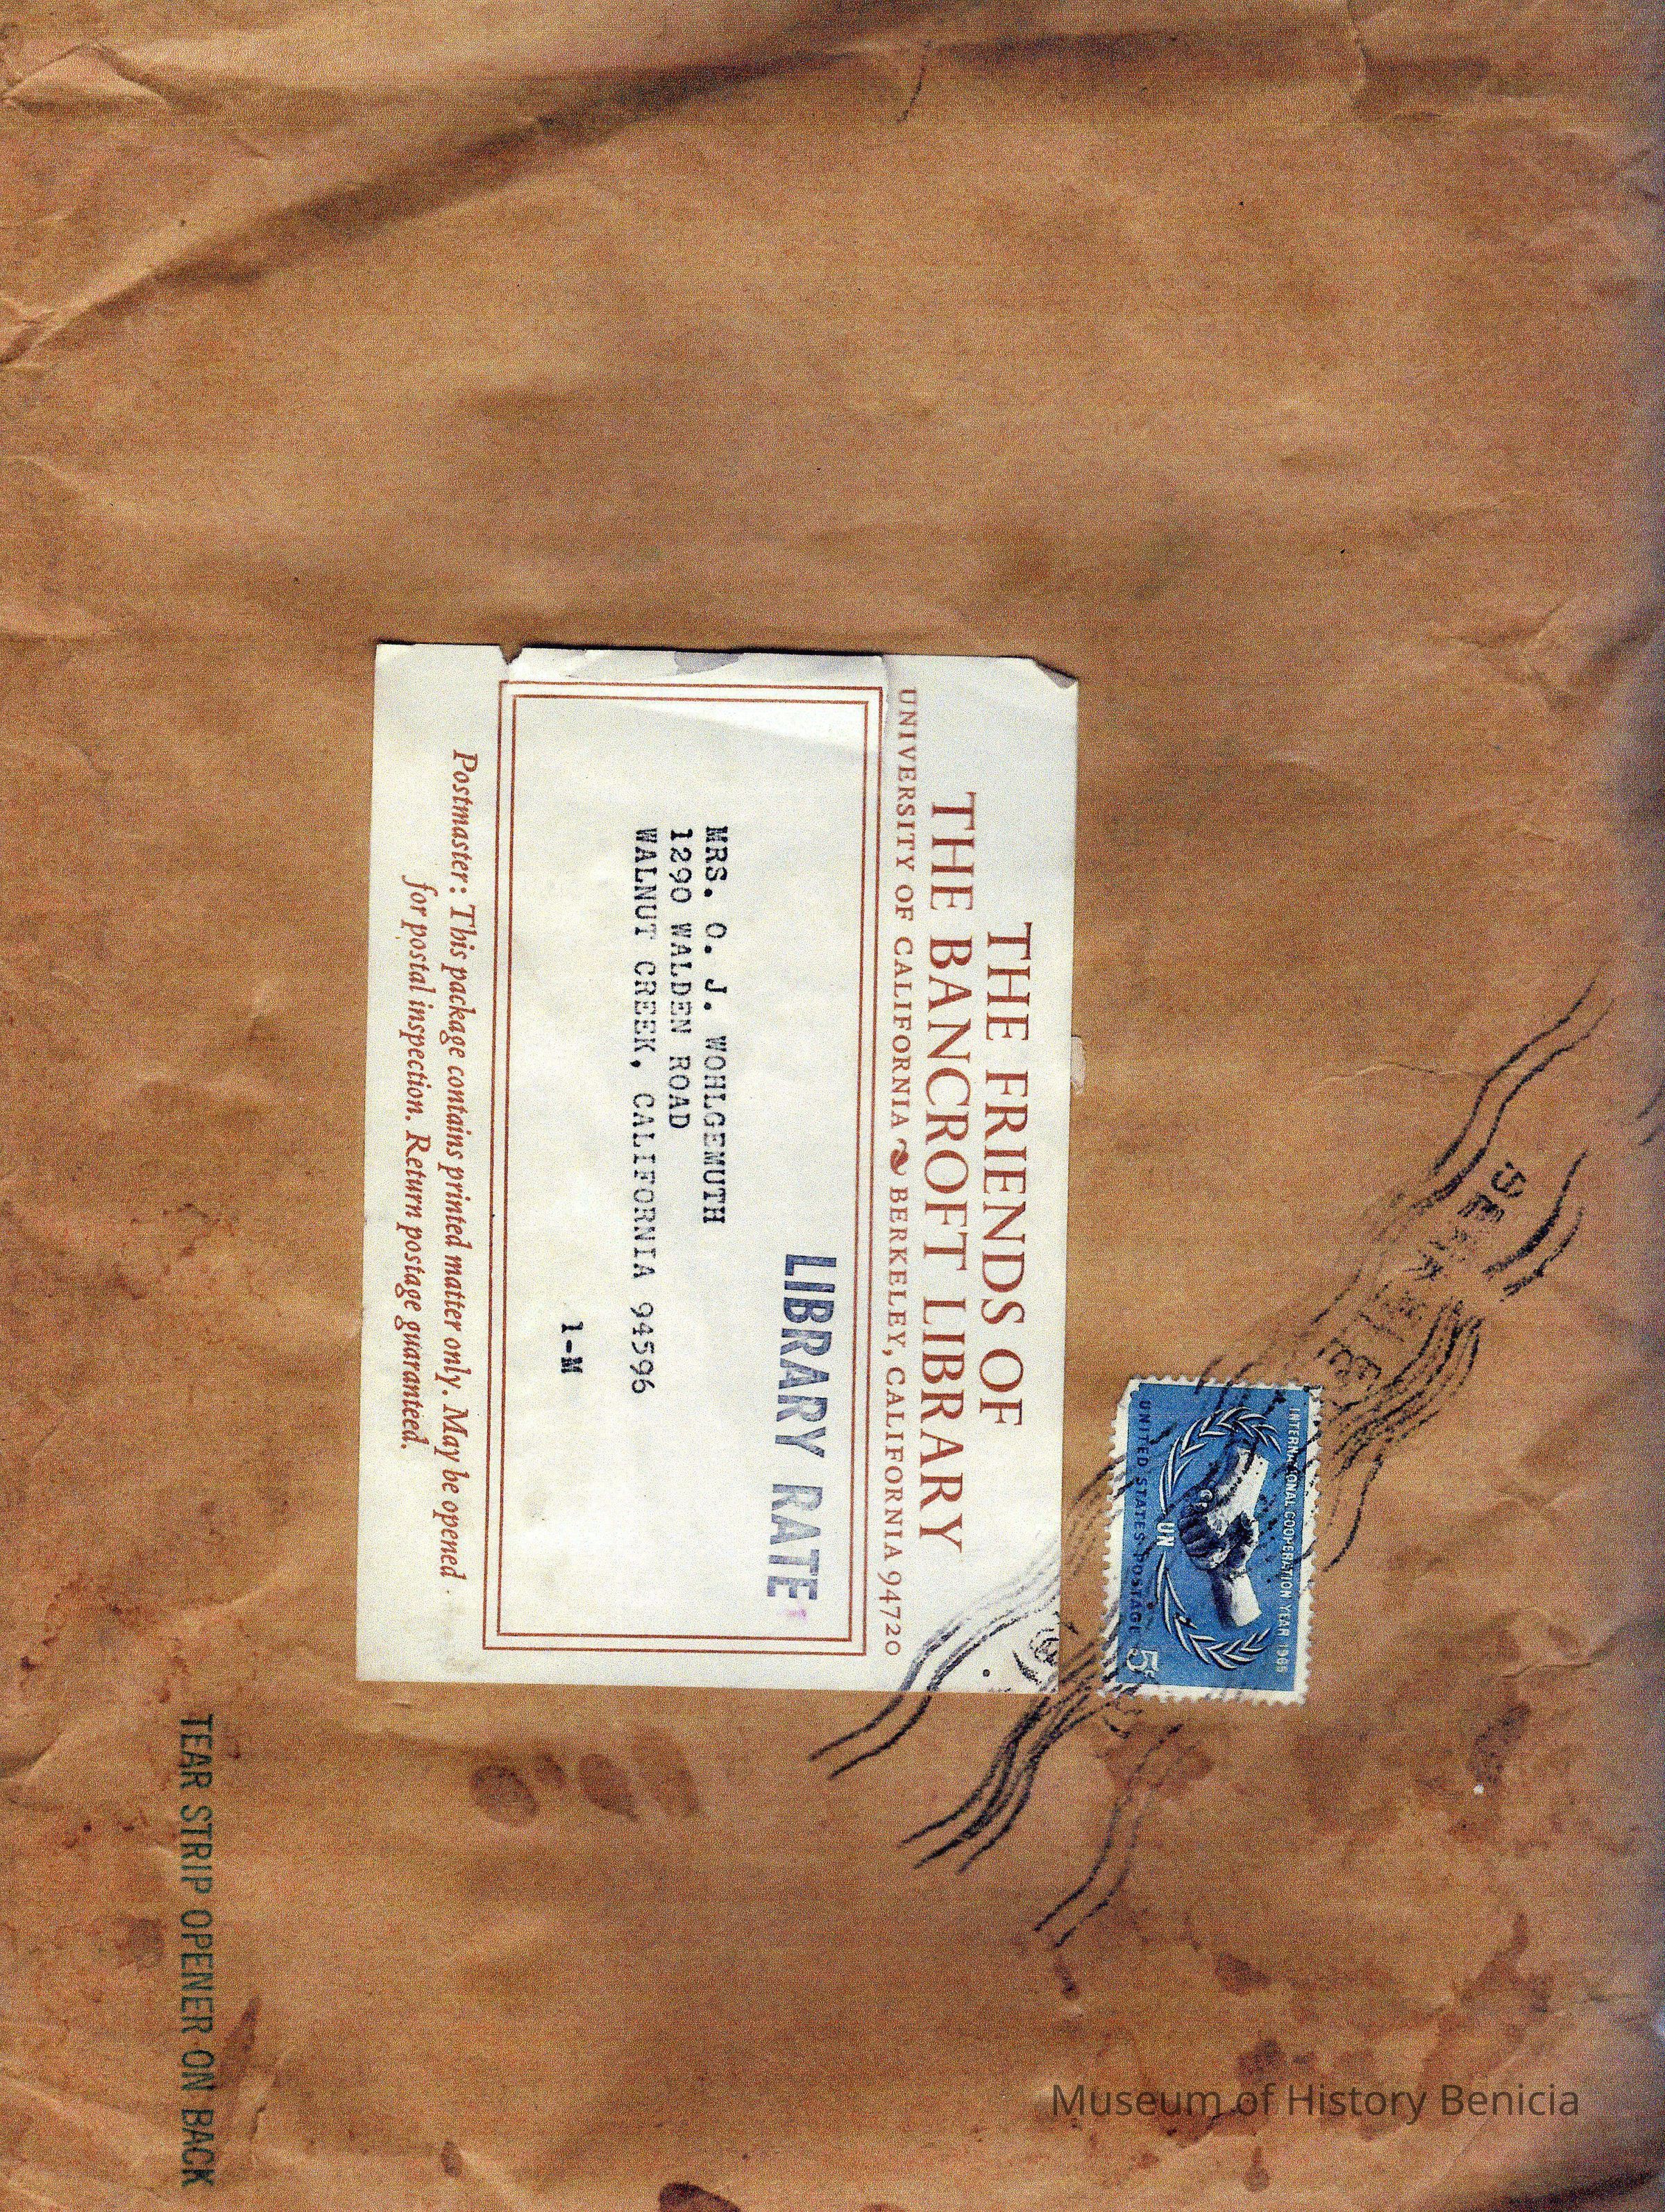 THE FRIENDS OF
THE BANCROFT LIBRARY
UNIVERSITY OF CALIFORNIA ❧ BERKELEY, CALIFORNIA 94720
LIBRARY RATE
MRS. O. J. WOHLGEMUTH
1290 WALDEN ROAD
WALNUT CREEK, CALIFORNIA 94596
1-M
Postmaster: This package contains printed matter only. May be opened
for postal inspection. Return postage guaranteed.
INTERNATIONAL COOPERATION YEAR 1965
UN
UNITED STATES POSTAGE 5¢
TEAR STRIP OPENER ON BACK
Museum of History Benicia